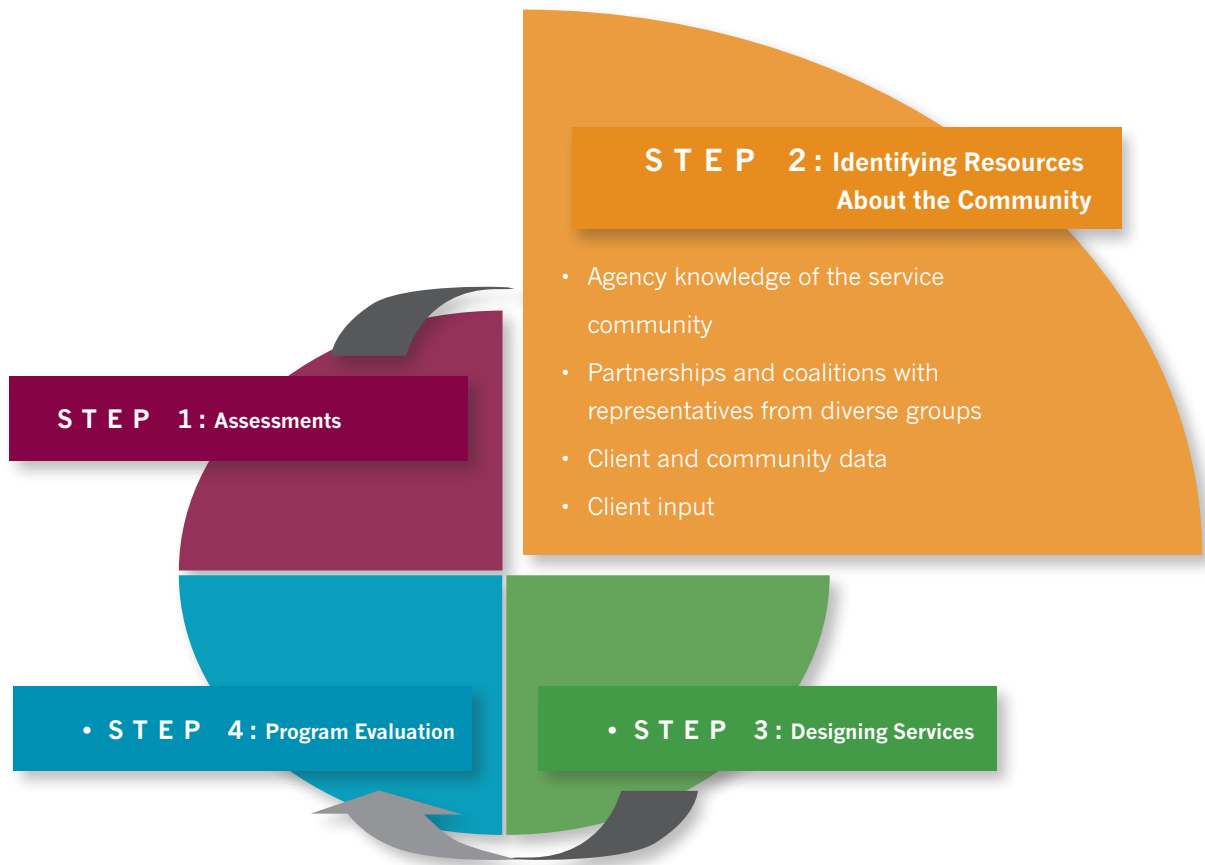 STEP 1: Assessments
STEP 2: Identifying Resources
About the Community
• Agency knowledge of the service
community
• Partnerships and coalitions with
representatives from diverse groups
• Client and community data
• Client input
• STEP 3: Designing Services
• STEP 4: Program Evaluation